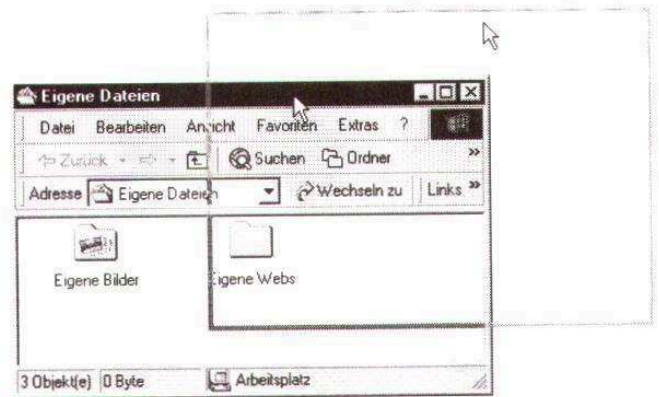 Eigene Dateien
Datei Bearbeiten Ansicht Favoriten Extras ?
Zurück Suchen Ordner »
Adresse Eigene Dateien Wechseln zu Links »
Eigene Bilder Eigene Webs
3 Objekt(e) 0 Byte Arbeitsplatz